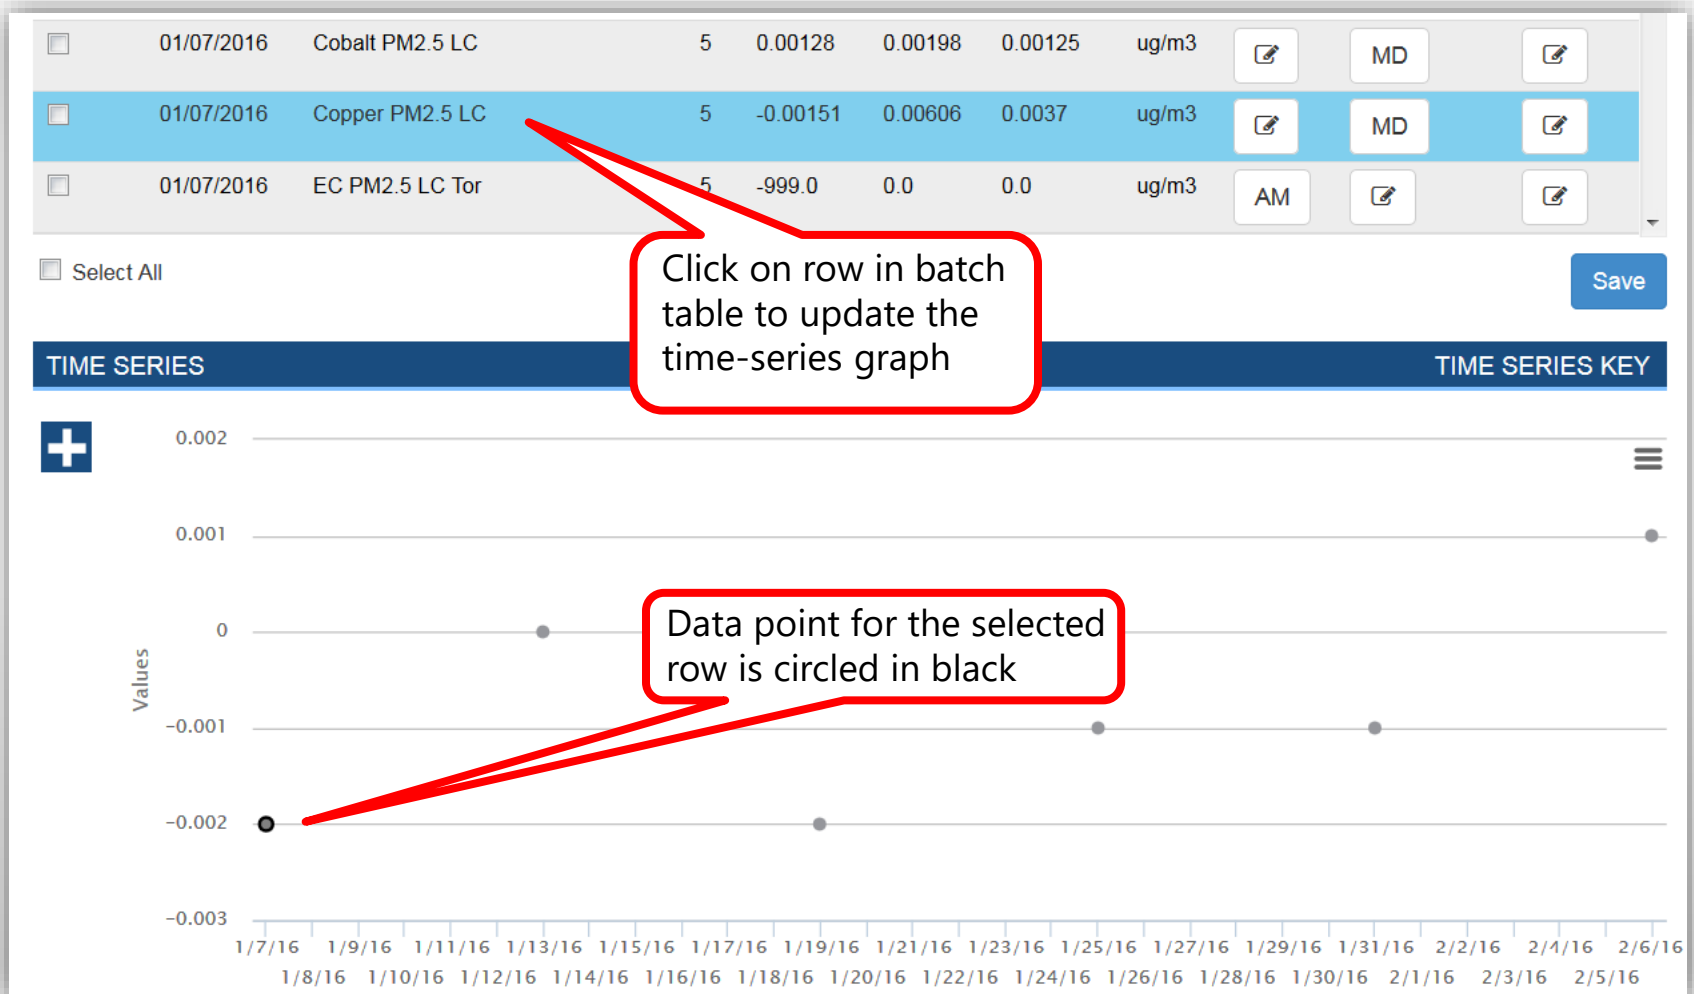 01/07/2016 Cobalt PM2.5 LC 5 0.00128 0.00198 0.00125 ug/m3 MD
01/07/2016 Copper PM2.5 LC 5 -0.00151 0.00606 0.0037 ug/m3 MD
01/07/2016 EC PM2.5 LC Tor 5 -999.0 0.0 0.0 ug/m3 AM
Select All
Save
Click on row in batch
table to update the
time-series graph
TIME SERIES
TIME SERIES KEY
0.002
0.001
0
-0.001
-0.002
-0.003
Values
Data point for the selected
row is circled in black
1/7/16 1/9/16 1/11/16 1/13/16 1/15/16 1/17/16 1/19/16 1/21/16 1/23/16 1/25/16 1/27/16 1/29/16 1/31/16 2/2/16 2/4/16 2/6/16
1/8/16 1/10/16 1/12/16 1/14/16 1/16/16 1/18/16 1/20/16 1/22/16 1/24/16 1/26/16 1/28/16 1/30/16 2/1/16 2/3/16 2/5/16